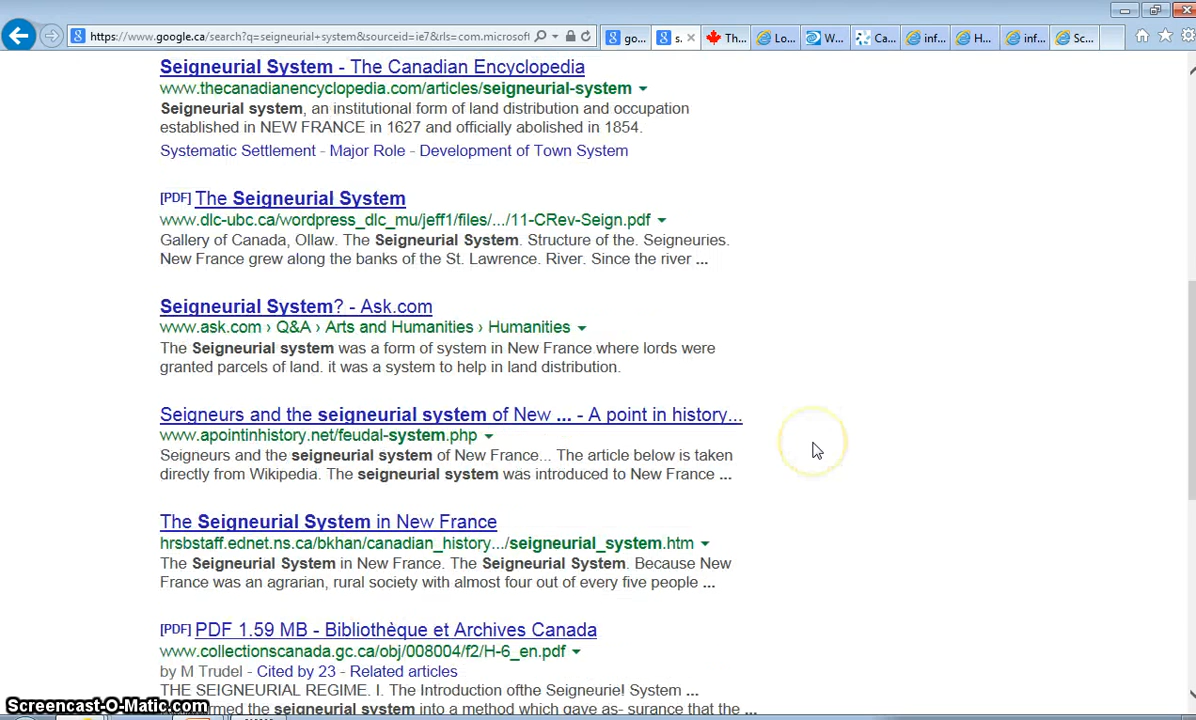 https://www.google.ca/search?q=seigneurial+system&sourceid=ie7&rls=com.microsoft
go...
s.
Th...
Lo...
W...
Ca...
inf...
H...
inf...
Sc...
Seigneurial System - The Canadian Encyclopedia
www.thecanadianencyclopedia.com/articles/seigneurial-system
Seigneurial system, an institutional form of land distribution and occupation
established in NEW FRANCE in 1627 and officially abolished in 1854.
Systematic Settlement - Major Role - Development of Town System
[PDF] The Seigneurial System
www.dlc-ubc.ca/wordpress_dlc_mu/jeff1/files/.../11-CRev-Seign.pdf
Gallery of Canada, Ollaw. The Seigneurial System. Structure of the. Seigneuries.
New France grew along the banks of the St. Lawrence. River. Since the river ...
Seigneurial System? - Ask.com
www.ask.com › Q&A › Arts and Humanities › Humanities
The Seigneurial system was a form of system in New France where lords were
granted parcels of land. it was a system to help in land distribution.
Seigneurs and the seigneurial system of New ... - A point in history...
www.apointinhistory.net/feudal-system.php
Seigneurs and the seigneurial system of New France... The article below is taken
directly from Wikipedia. The seigneurial system was introduced to New France ...
The Seigneurial System in New France
hrsbstaff.ednet.ns.ca/bkhan/canadian_history.../seigneurial_system.htm
The Seigneurial System in New France. The Seigneurial System. Because New
France was an agrarian, rural society with almost four out of every five people ...
[PDF] PDF 1.59 MB - Bibliothèque et Archives Canada
www.collectionscanada.gc.ca/obj/008004/f2/H-6_en.pdf
by M Trudel - Cited by 23 - Related articles
THE SEIGNEURIAL REGIME. I. The Introduction ofthe Seigneurie! System ...
the seigneurial system into a method which gave as- surance that the ...
Screencast-O-Matic.com